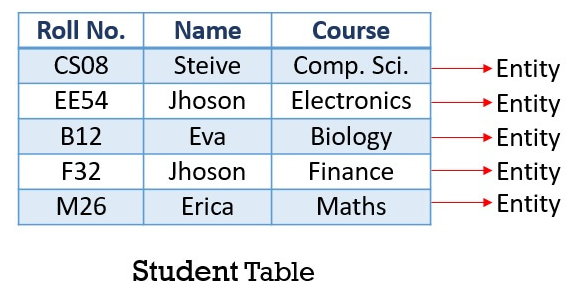 Roll No. Name Course
CS08 Steive Comp. Sci. Entity
EE54 Jhoson Electronics Entity
B12 Eva Biology Entity
F32 Jhoson Finance Entity
M26 Erica Maths Entity
Student Table